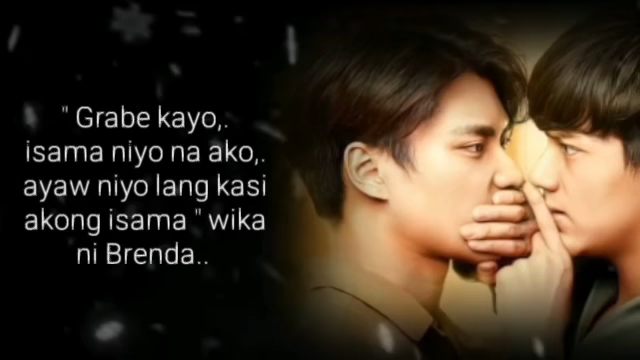 " Grabe kayo,.
isama niyo na ako,.
ayaw niyo lang kasi
akong isama " wika
ni Brenda..